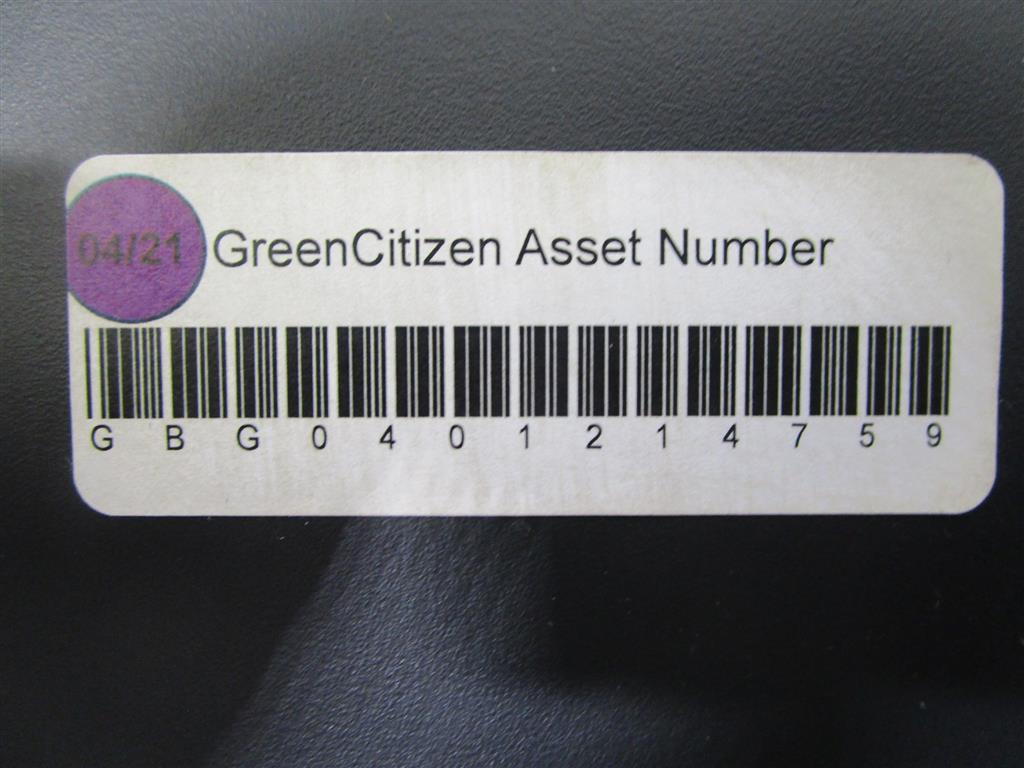 04/21 GreenCitizen Asset Number
G B G 0 4 0 1 2 1 4 7 5 9